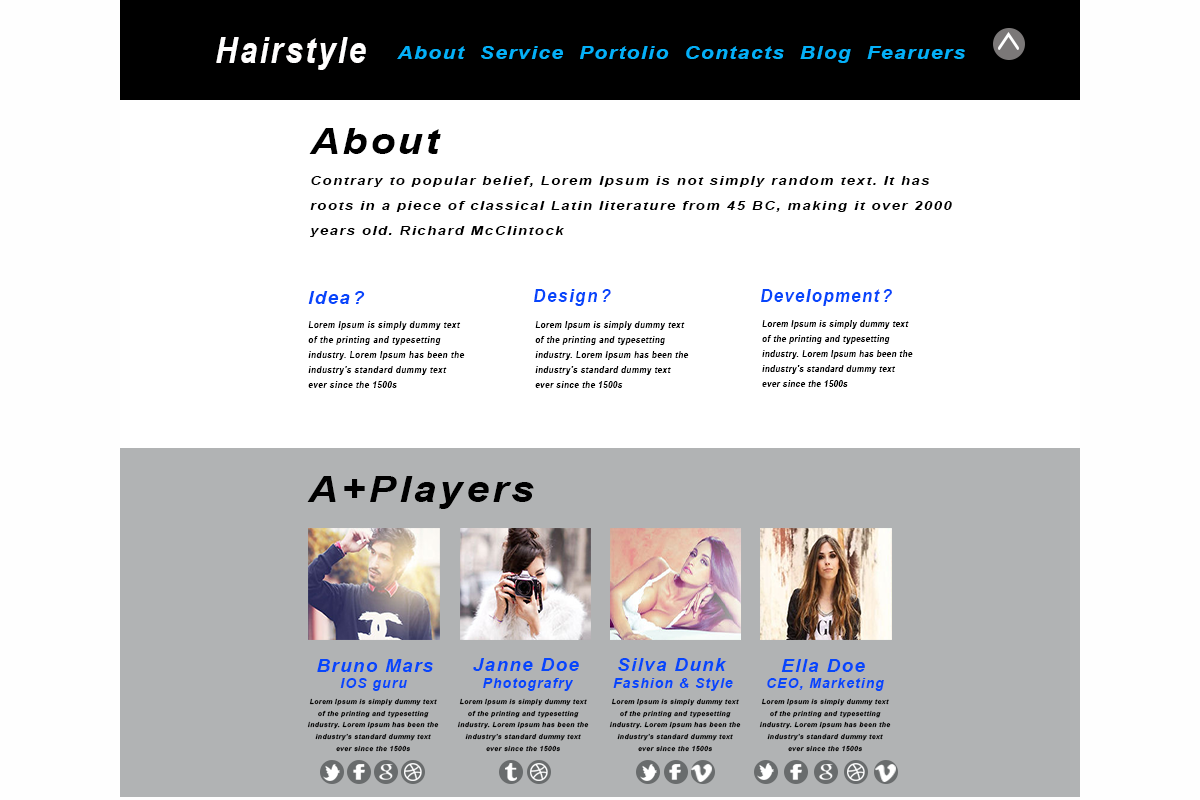 Hairstyle About Service Portolio Contacts Blog Fearuers
About
Contrary to popular belief, Lorem Ipsum is not simply random text. It has
roots in a piece of classical Latin literature from 45 BC, making it over 2000
years old. Richard McClintock
Idea?
Lorem Ipsum is simply dummy text
of the printing and typesetting
industry. Lorem Ipsum has been the
industry's standard dummy text
ever since the 1500s
Design?
Lorem Ipsum is simply dummy text
of the printing and typesetting
industry. Lorem Ipsum has been the
industry's standard dummy text
ever since the 1500s
Development?
Lorem Ipsum is simply dummy text
of the printing and typesetting
industry. Lorem Ipsum has been the
industry's standard dummy text
ever since the 1500s
A+Players
Bruno Mars
IOS guru
Lorem Ipsum is simply dummy text
of the printing and typesetting
industry. Lorem Ipsum has been the
industry's standard dummy text
ever since the 1500s
Janne Doe
Photografry
Lorem Ipsum is simply dummy text
of the printing and typesetting
industry. Lorem Ipsum has been the
industry's standard dummy text
ever since the 1500s
Silva Dunk
Fashion & Style
Lorem Ipsum is simply dummy text
of the printing and typesetting
industry. Lorem Ipsum has been the
industry's standard dummy text
ever since the 1500s
Ella Doe
CEO, Marketing
Lorem Ipsum is simply dummy text
of the printing and typesetting
industry. Lorem Ipsum has been the
industry's standard dummy text
ever since the 1500s